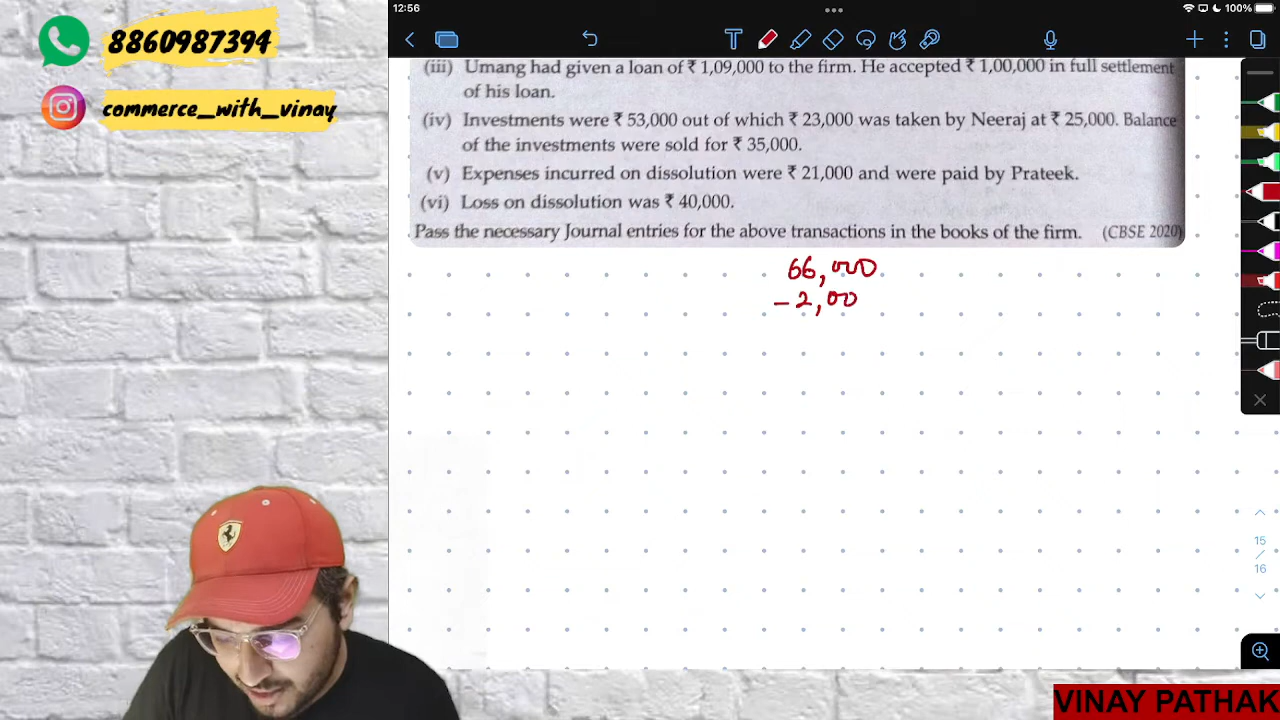 12:56
100%
8860987394
commerce_with_vinay
(iii) Umang had given a loan of ₹ 1,09,000 to the firm. He accepted ₹ 1,00,000 in full settlement
of his loan.
(iv) Investments were ₹ 53,000 out of which ₹ 23,000 was taken by Neeraj at ₹ 25,000. Balance
of the investments were sold for ₹ 35,000.
(v) Expenses incurred on dissolution were ₹ 21,000 and were paid by Prateek.
(vi) Loss on dissolution was ₹ 40,000.
Pass the necessary Journal entries for the above transactions in the books of the firm. (CBSE 2020)
66,000
– 2,00
15
/
16
VINAY PATHAK